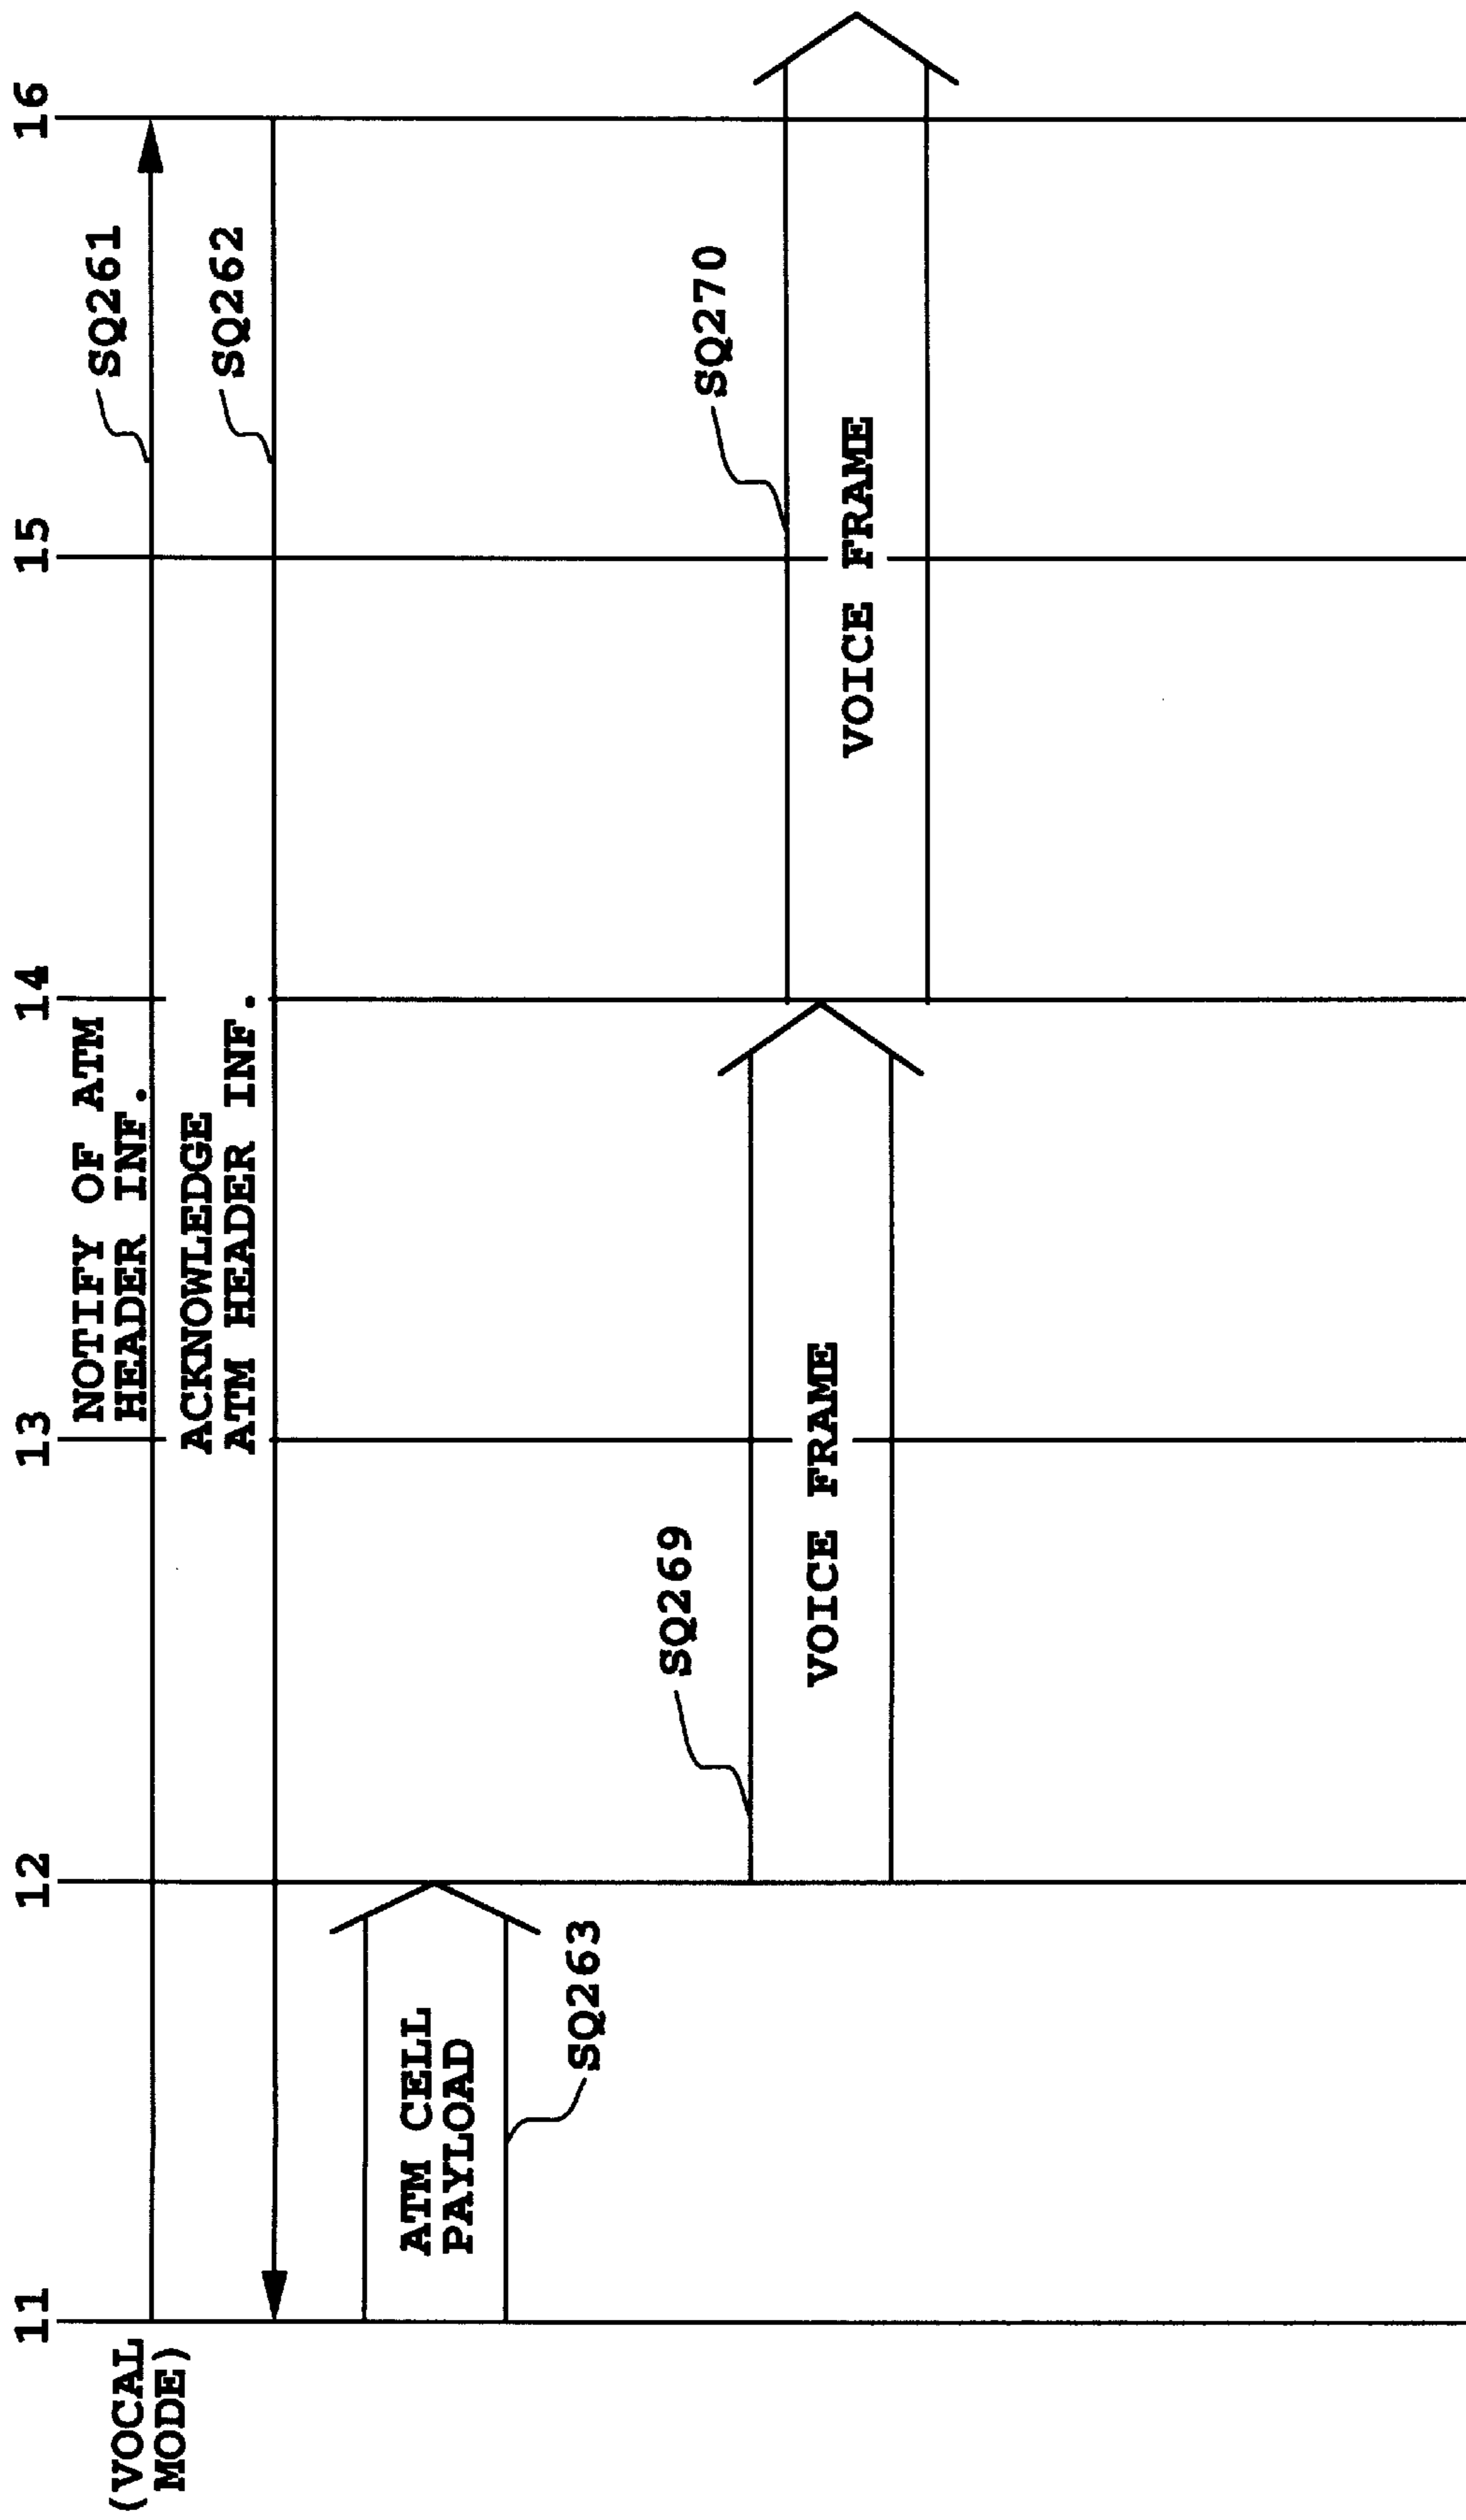 11 12 13 14 15 16
(VOCAL
MODE)
NOTIFY OF ATM
HEADER INF.
SQ261
ACKNOWLEDGE
ATM HEADER INF.
SQ262
ATM CELL
PAYLOAD
SQ263
SQ269
VOICE FRAME
SQ270
VOICE FRAME